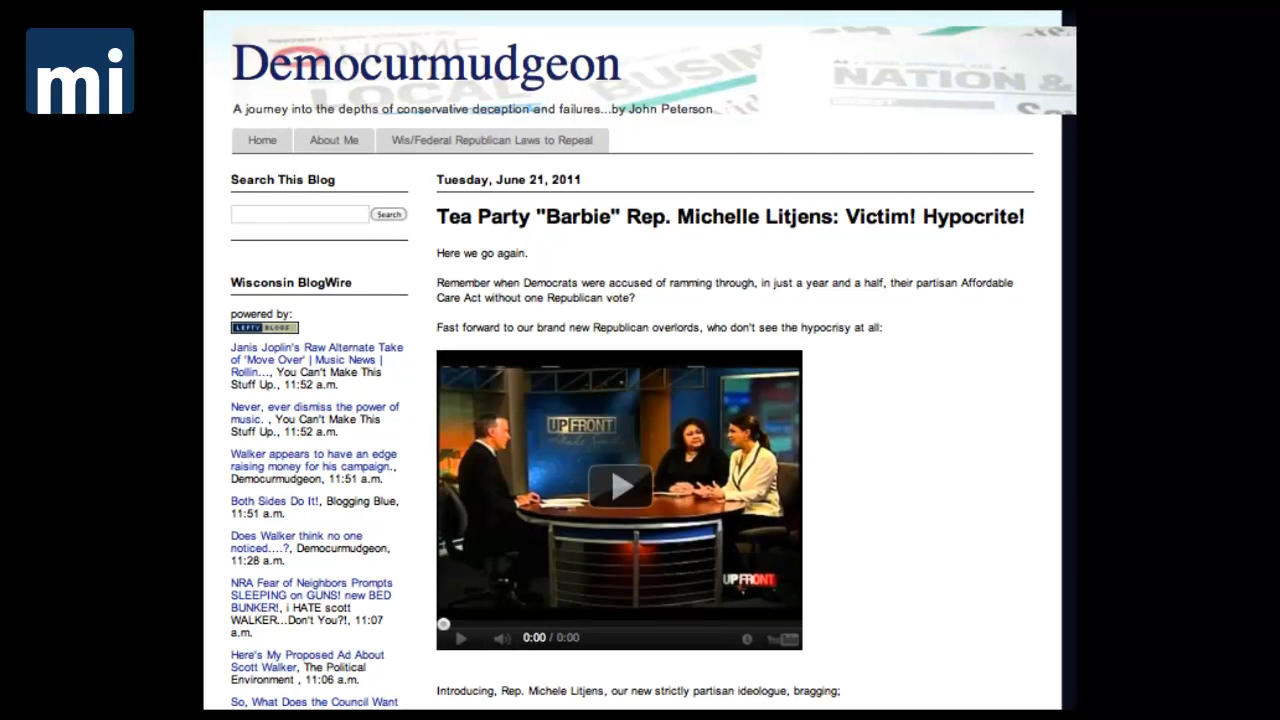 mi
HOME
LOCAL
BUSIN
NATION &
Democurmudgeon
A journey into the depths of conservative deception and failures...by John Peterson
Home
About Me
Wis/Federal Republican Laws to Repeal
Search This Blog
Search
Wisconsin BlogWire
powered by:
LEFTY BLOGS
Janis Joplin's Raw Alternate Take
of 'Move Over' | Music News |
Rollin..., You Can't Make This
Stuff Up., 11:52 a.m.
Never, ever dismiss the power of
music. , You Can't Make This
Stuff Up., 11:52 a.m.
Walker appears to have an edge
raising money for his campaign.,
Democurmudgeon, 11:51 a.m.
Both Sides Do It!, Blogging Blue,
11:51 a.m.
Does Walker think no one
noticed....?, Democurmudgeon,
11:28 a.m.
NRA Fear of Neighbors Prompts
SLEEPING on GUNS! new BED
BUNKER!, i HATE scott
WALKER...Don't You?!, 11:07
a.m.
Here's My Proposed Ad About
Scott Walker, The Political
Environment , 11:06 a.m.
So, What Does the Council Want
Tuesday, June 21, 2011
Tea Party "Barbie" Rep. Michelle Litjens: Victim! Hypocrite!
Here we go again.
Remember when Democrats were accused of ramming through, in just a year and a half, their partisan Affordable
Care Act without one Republican vote?
Fast forward to our brand new Republican overlords, who don't see the hypocrisy at all:
UPFRONT
UPFRONT
0:00 / 0:00
YouTube
Introducing, Rep. Michele Litjens, our new strictly partisan ideologue, bragging;